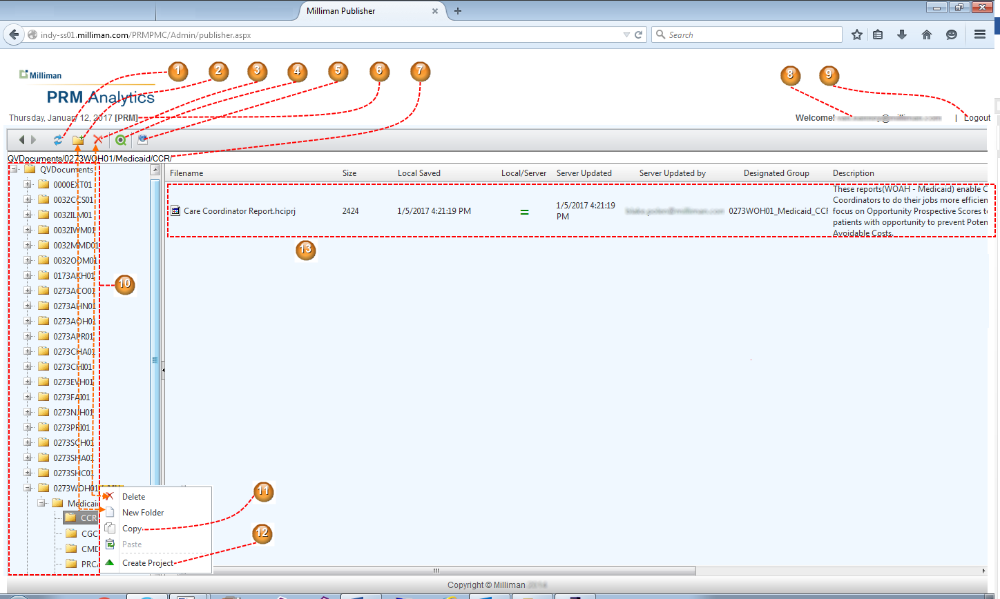 Milliman Publisher
indy-ss01.milliman.com/PRMPMC/Admin/publisher.aspx
Search
1 2 3 4 5 6 7 8 9
Milliman
PRM Analytics
Thursday, January 12, 2017 [PRM]
Welcome! | Logout
QVDocuments/0273WOH01/Medicaid/CCR/
QVDocuments
0000EXT01
0032CCS01
0032ILM01
0032IWM01
0032MMD01
0032ODM01
0173AKH01
0273ACO01
0273AHN01
0273AOH01
0273APR01
0273CHA01
0273CHI01
0273EVH01
0273FAI01
0273NJH01
0273PRI01
0273SCH01
0273SHA01
0273SHC01
0273WOH01
Medicaid
CCR
CGC
CMD
PRCA
10
Filename Size Local Saved Local/Server Server Updated Server Updated by Designated Group Description
Care Coordinator Report.hciprj 2424 1/5/2017 4:21:19 PM = 1/5/2017 4:21:19 PM 0273WOH01_Medicaid_CCR
These reports(WOAH - Medicaid) enable C
Coordinators to do their jobs more efficien
focus on Opportunity Prospective Scores to
patients with opportunity to prevent Poten
Avoidable Costs.
13
Delete
New Folder
Copy
Paste
Create Project
11
12
Copyright © Milliman